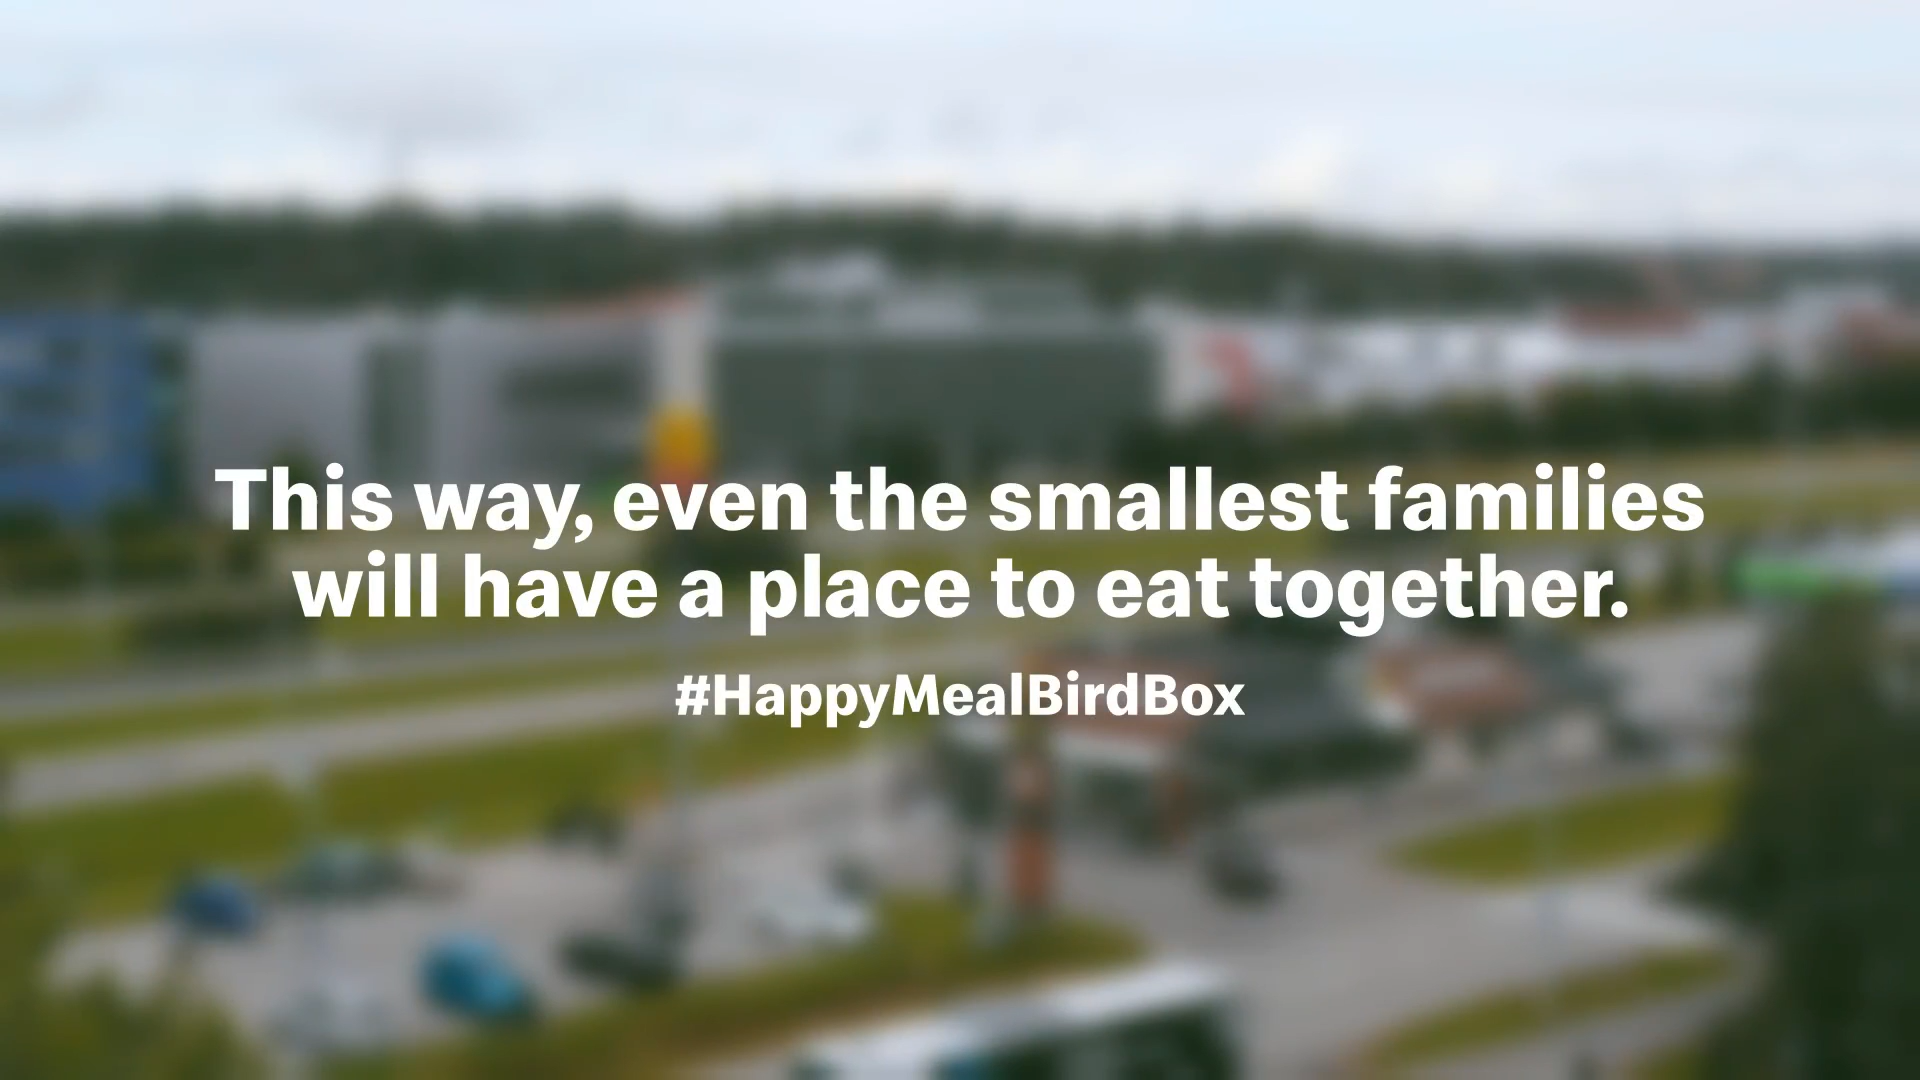 This way, even the smallest families
will have a place to eat together.
#HappyMealBirdBox